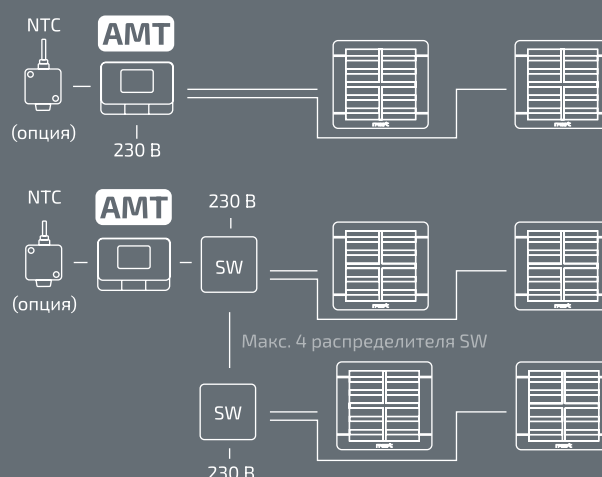 NTC
AMT
(опция)
230 В
NTC
AMT
230 В
SW
(опция)
Макс. 4 распределителя SW
SW
230 В